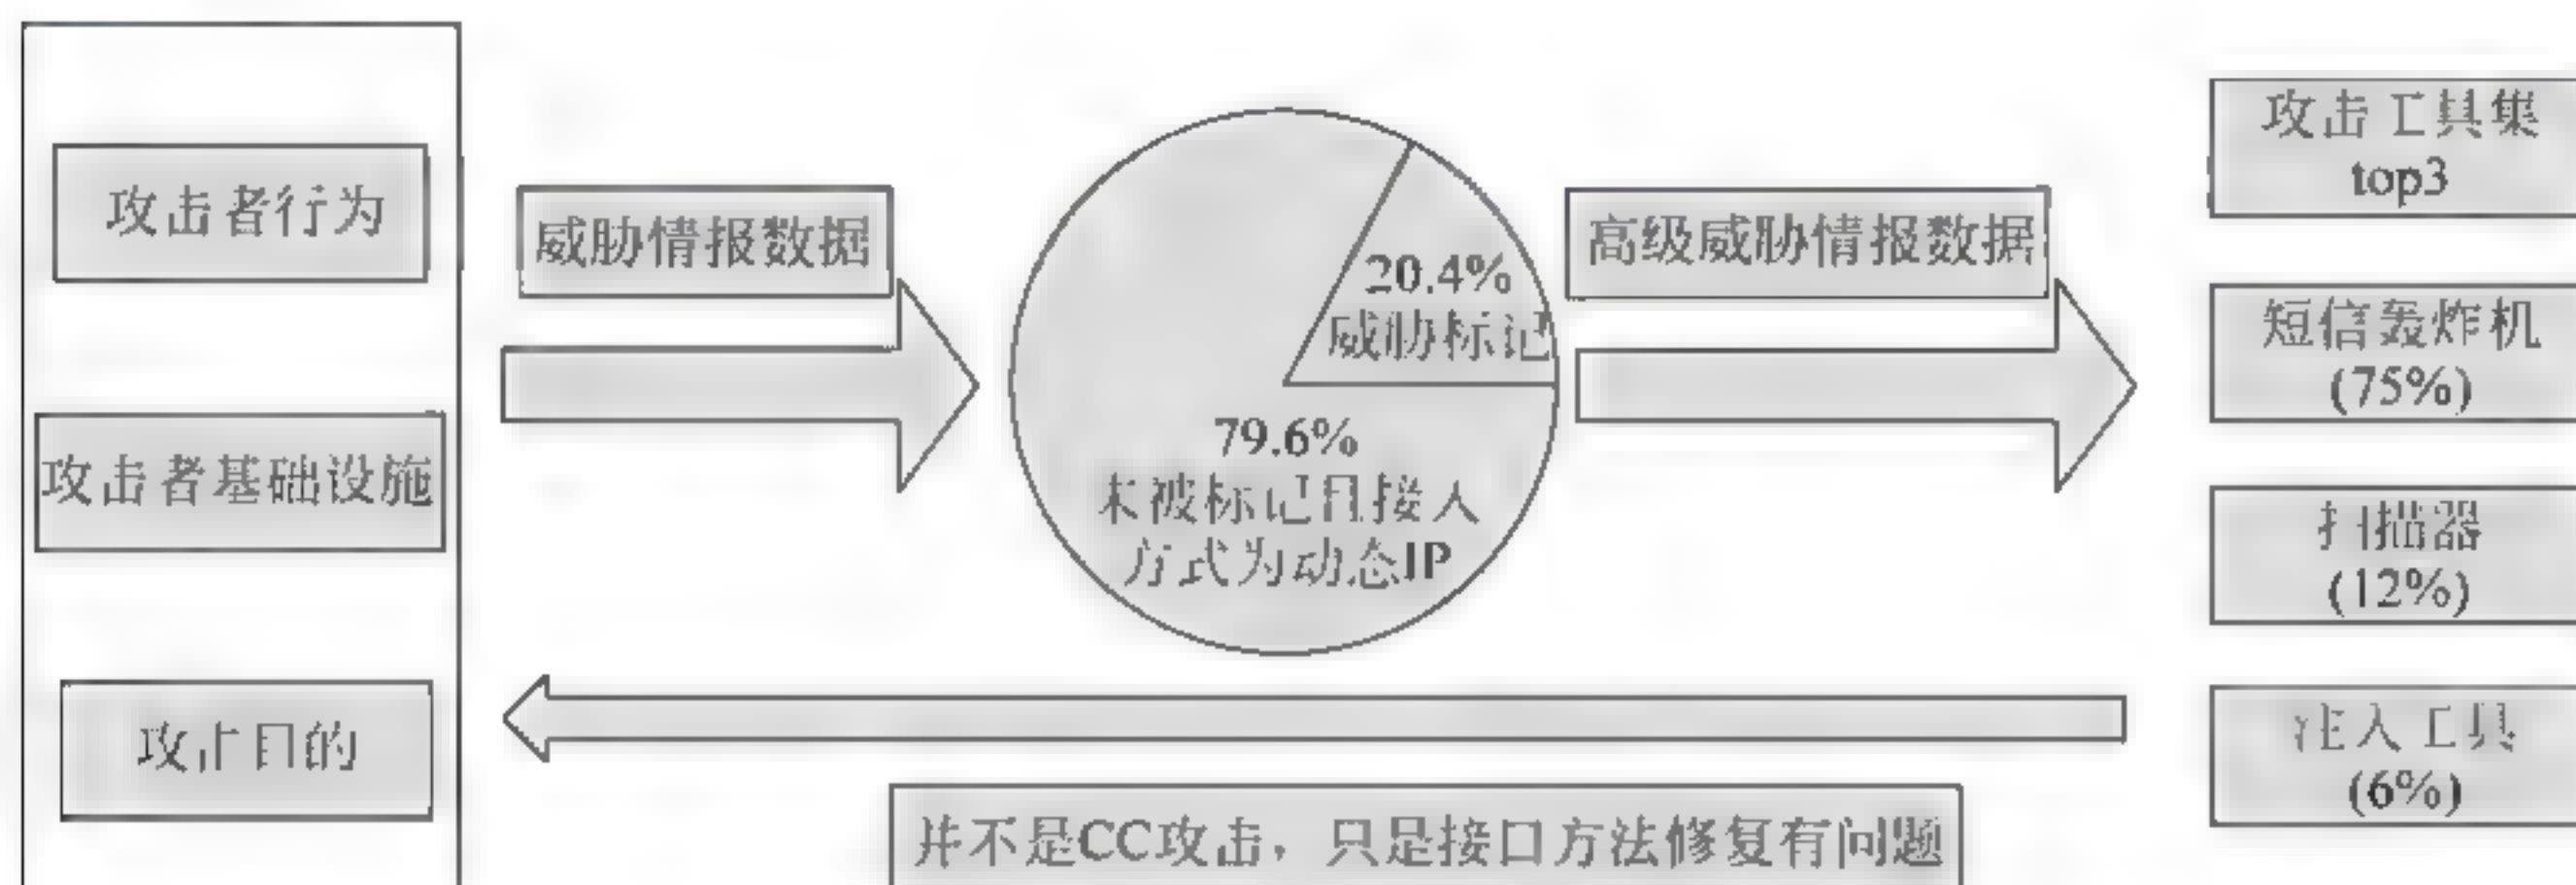 攻击者行为
攻击者基础设施
攻击目的
威胁情报数据
20.4%
威胁标记
79.6%
未被标记且接入
方式为动态IP
高级威胁情报数据
攻击工具集
top3
短信轰炸机
(75%)
扫描器
(12%)
注入工具
(6%)
并不是CC攻击，只是接口方法修复有问题